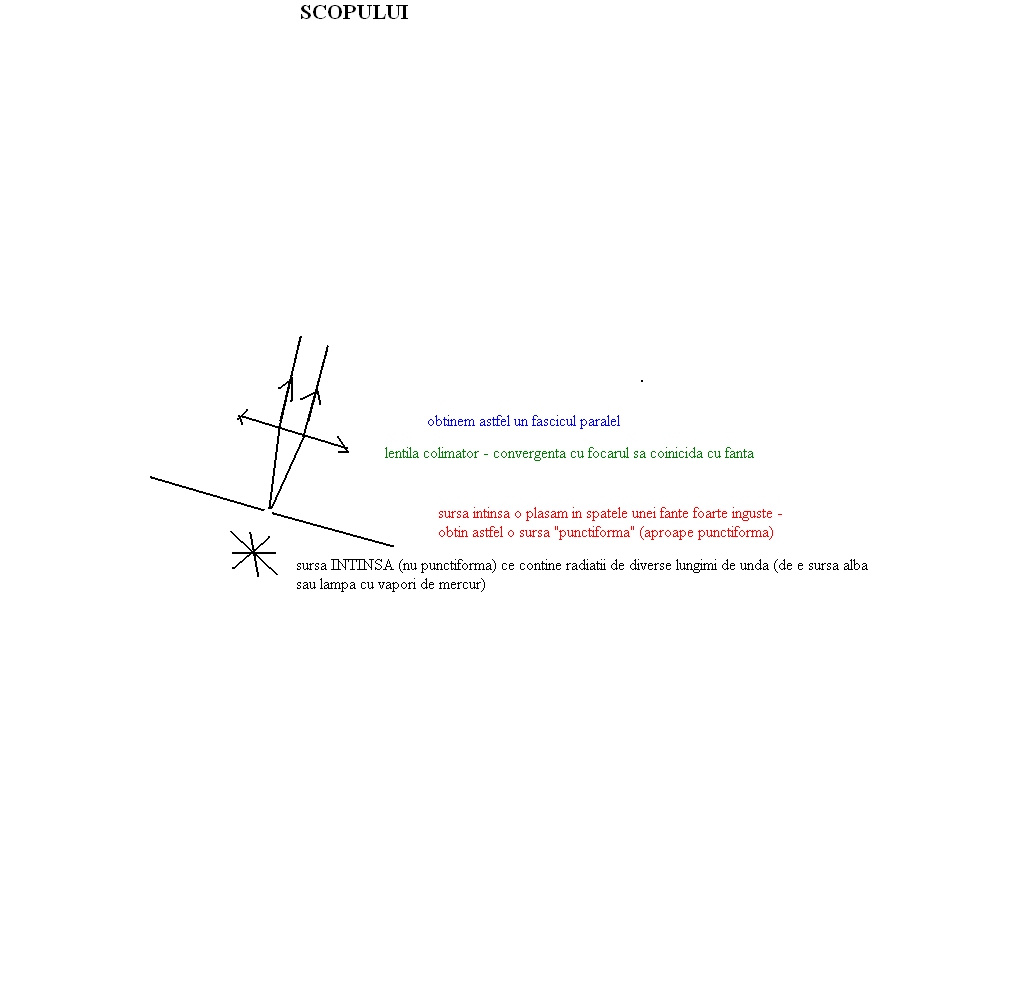 SCOPULUI
obtinem astfel un fascicul paralel
lentila colimator - convergenta cu focarul sa coinicida cu fanta
sursa intinsa o plasam in spatele unei fante foarte inguste -
obtin astfel o sursa "punctiforma" (aproape punctiforma)
sursa INTINSA (nu punctiforma) ce contine radiatii de diverse lungimi de unda (de e sursa alba
sau lampa cu vapori de mercur)